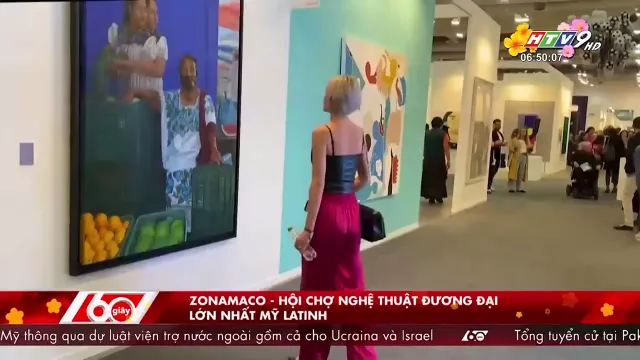 HTV9 HD
06:50:07
60 giây
ZONAMACO - HỘI CHỢ NGHỆ THUẬT ĐƯƠNG ĐẠI
LỚN NHẤT MỸ LATINH
Mỹ thông qua dự luật viện trợ nước ngoài gồm cả cho Ucraina và Israel
60
Tổng tuyển cử tại Pak